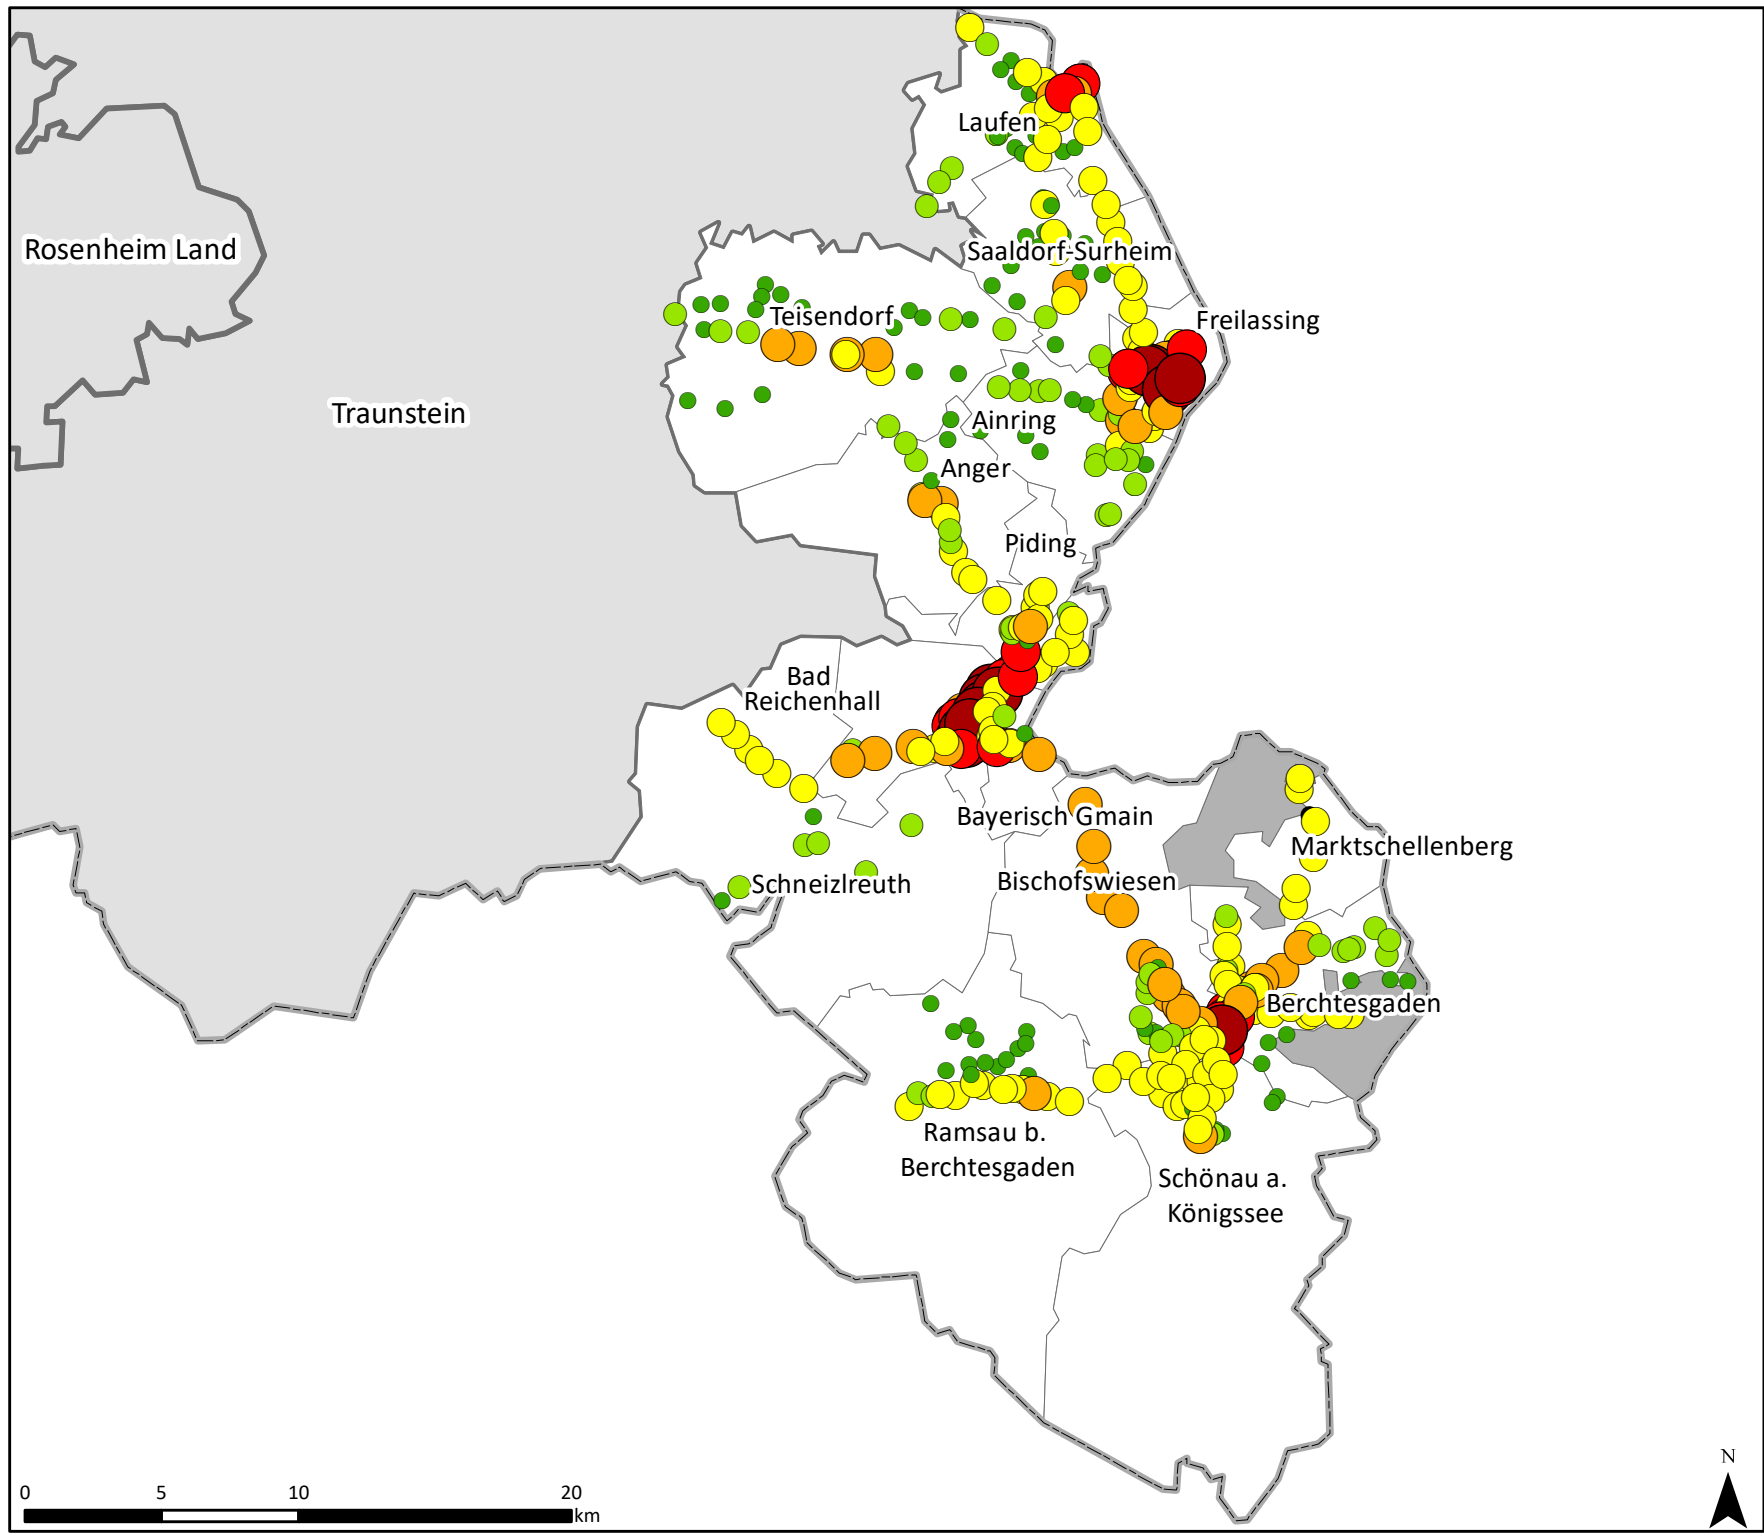 Laufen
Rosenheim Land
Saaldorf-Surheim
Teisendorf
Freilassing
Traunstein
Ainring
Anger
Piding
Bad
Reichenhall
Bayerisch Gmain
Marktschellenberg
Schneizlreuth
Bischofswiesen
Berchtesgaden
Ramsau b.
Berchtesgaden
Schönau a.
Königssee
N
0 5 10 20
km